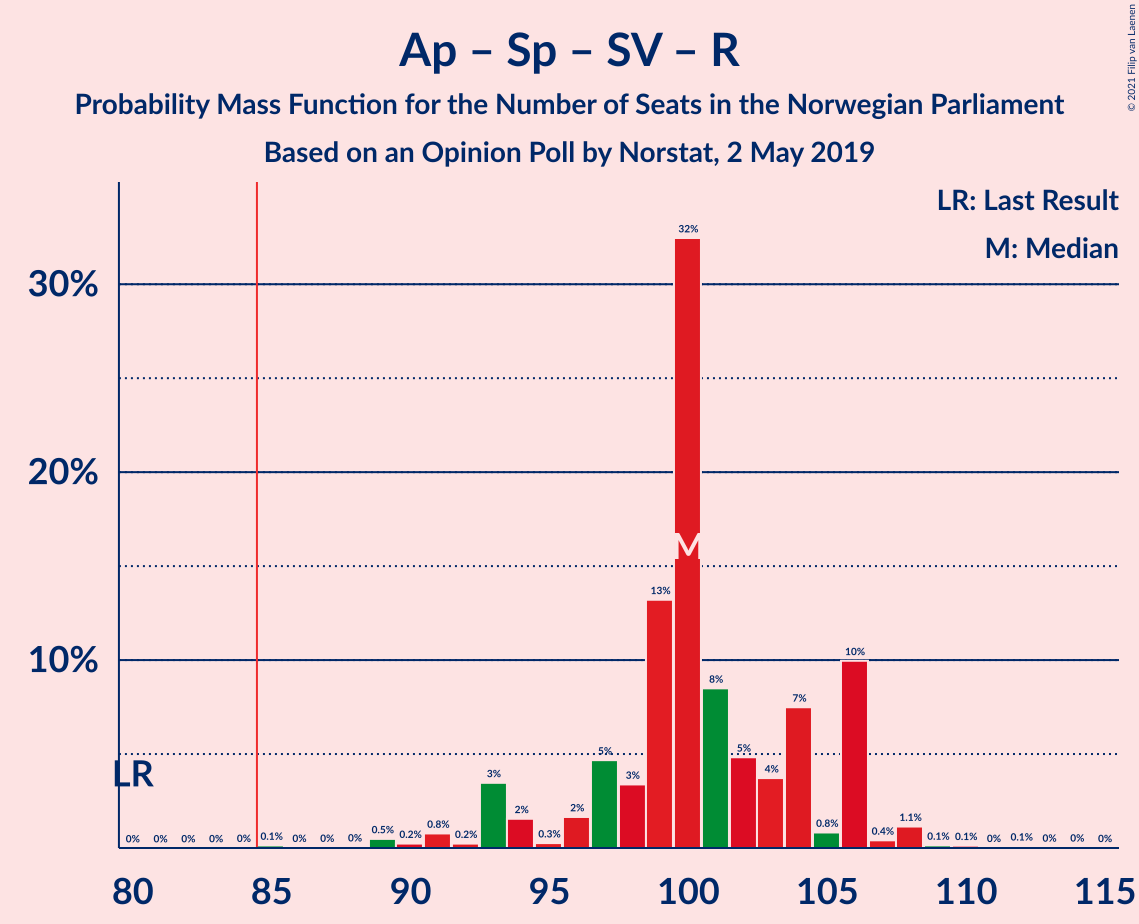 Ap – Sp – SV – R
Probability Mass Function for the Number of Seats in the Norwegian Parliament
Based on an Opinion Poll by Norstat, 2 May 2019
© 2021 Filip van Laenen
LR: Last Result
M: Median
30%
20%
10%
LR
M
0% 0% 0% 0% 0% 0.1% 0% 0% 0% 0.5% 0.2% 0.8% 0.2% 3% 2% 0.3% 2% 5% 3% 13% 32% 8% 5% 4% 7% 0.8% 10% 0.4% 1.1% 0.1% 0.1% 0% 0.1% 0% 0% 0%
80 85 90 95 100 105 110 115